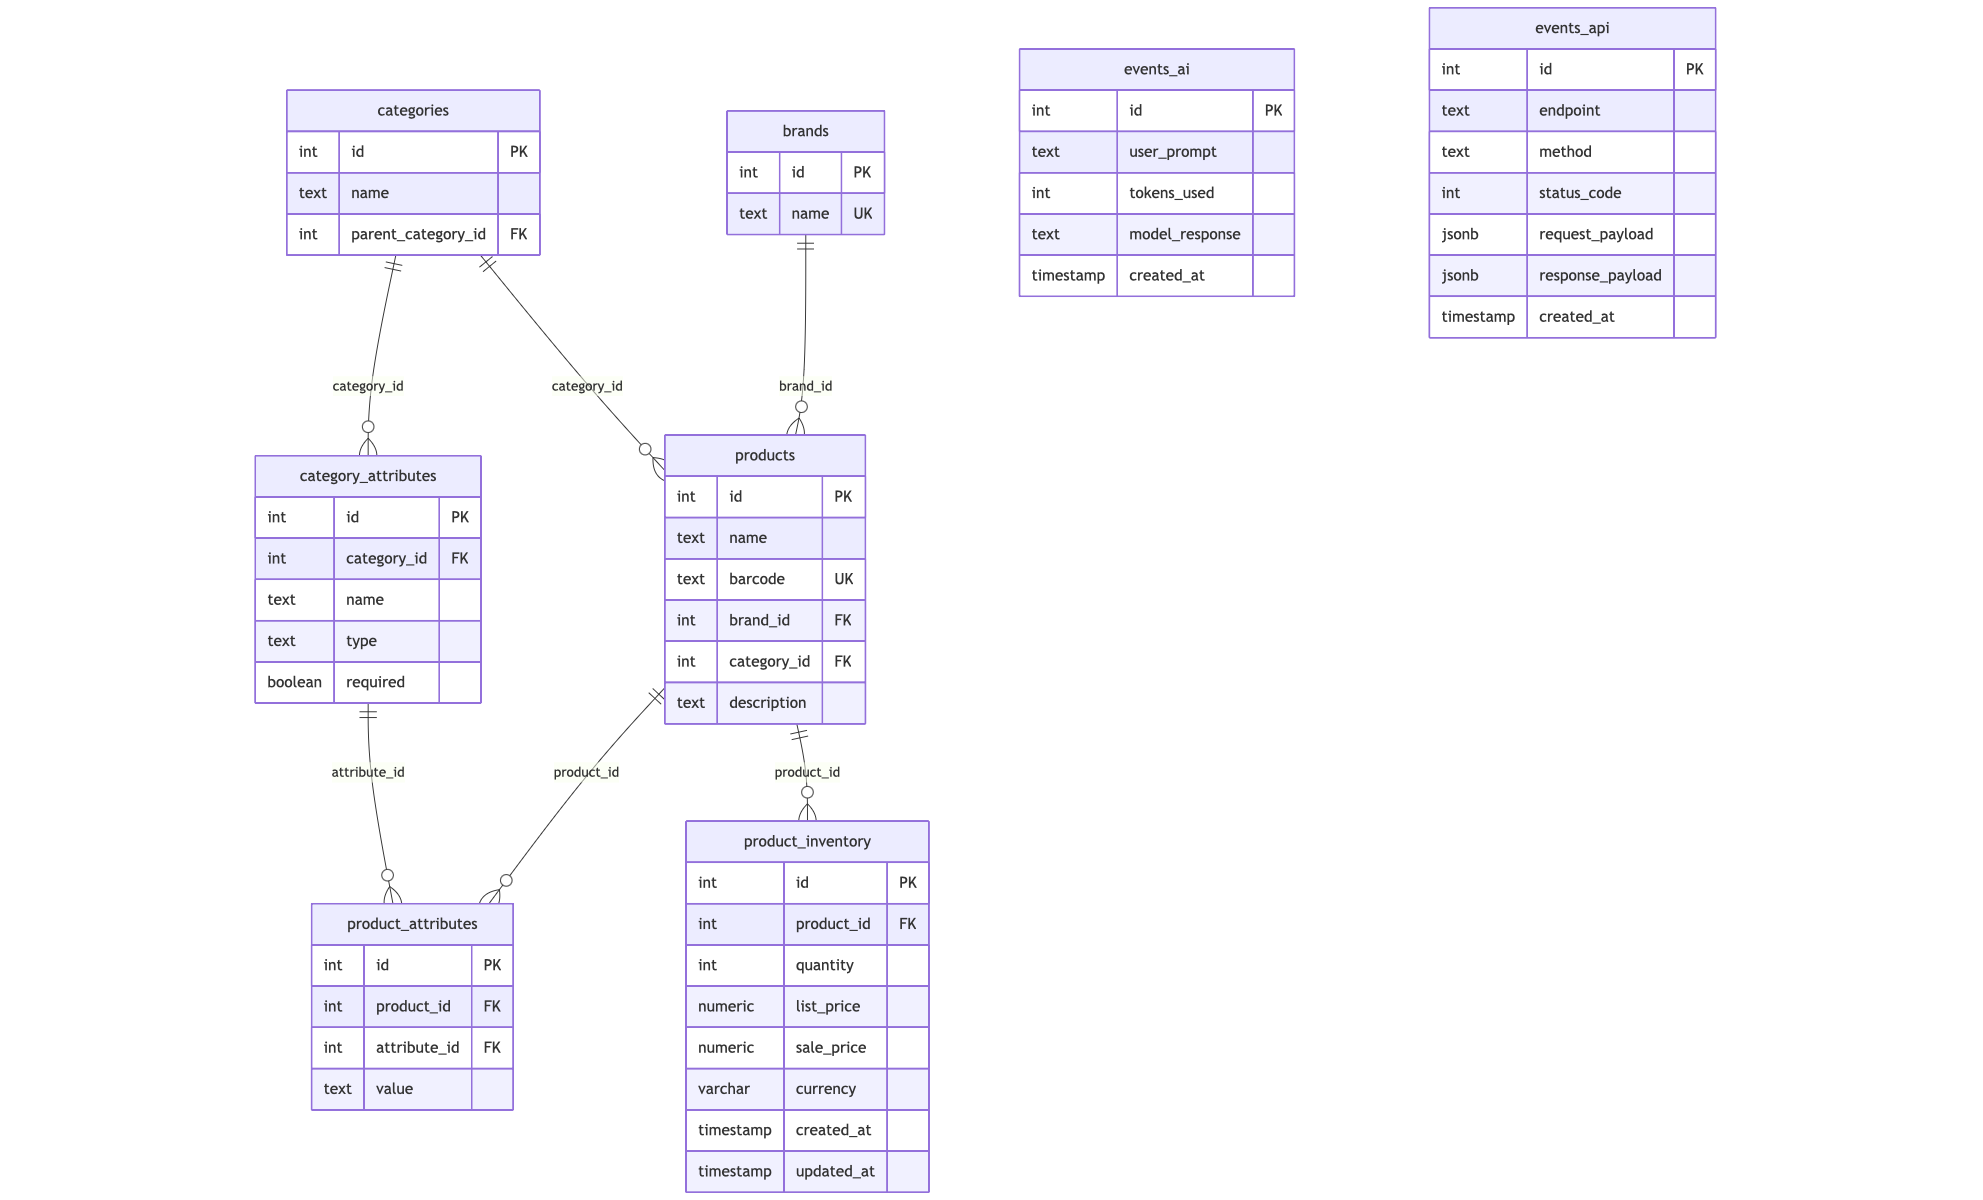 categories
int id PK
text name
int parent_category_id FK
brands
int id PK
text name UK
events_ai
int id PK
text user_prompt
int tokens_used
text model_response
timestamp created_at
events_api
int id PK
text endpoint
text method
int status_code
jsonb request_payload
jsonb response_payload
timestamp created_at
category_id
category_id
brand_id
category_attributes
int id PK
int category_id FK
text name
text type
boolean required
products
int id PK
text name
text barcode UK
int brand_id FK
int category_id FK
text description
attribute_id
product_id
product_id
product_attributes
int id PK
int product_id FK
int attribute_id FK
text value
product_inventory
int id PK
int product_id FK
int quantity
numeric list_price
numeric sale_price
varchar currency
timestamp created_at
timestamp updated_at